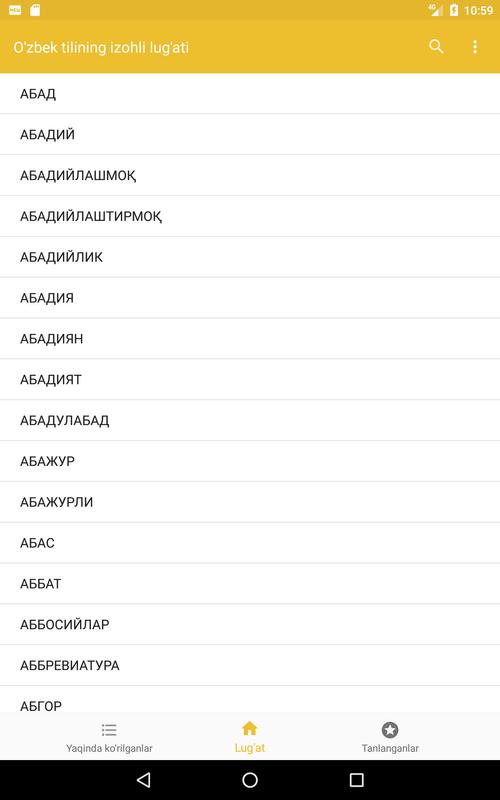 4G 10:59
O'zbek tilining izohli lug'ati
АБАД
АБАДИЙ
АБАДИЙЛАШМОҚ
АБАДИЙЛАШТИРМОҚ
АБАДИЙЛИК
АБАДИЯ
АБАДИЯН
АБАДИЯТ
АБАДУЛАБАД
АБАЖУР
АБАЖУРЛИ
АБАС
АББАТ
АББОСИЙЛАР
АББРЕВИАТУРА
АБГОР
Yaqinda ko'rilganlar
Lug'at
Tanlanganlar